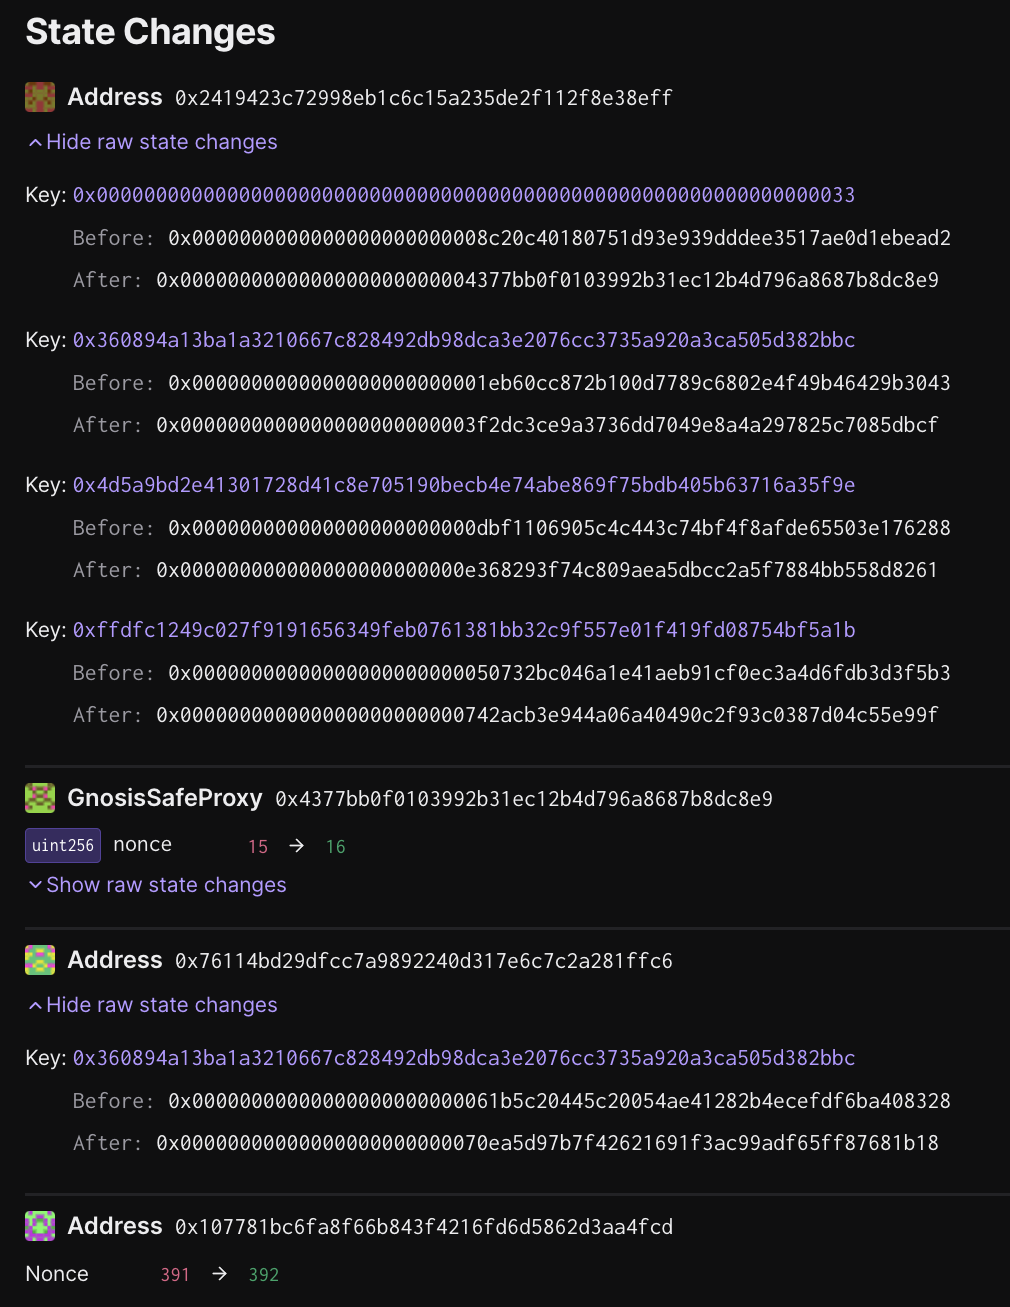 State Changes
Address 0x2419423c72998eb1c6c15a235de2f112f8e38eff
Hide raw state changes
Key: 0x0000000000000000000000000000000000000000000000000000000000000033
Before: 0x0000000000000000000000008c20c40180751d93e939dddee3517ae0d1ebead2
After: 0x0000000000000000000000004377bb0f0103992b31ec12b4d796a8687b8dc8e9
Key: 0x360894a13ba1a3210667c828492db98dca3e2076cc3735a920a3ca505d382bbc
Before: 0x0000000000000000000000001eb60cc872b100d7789c6802e4f49b46429b3043
After: 0x0000000000000000000000003f2dc3ce9a3736dd7049e8a4a297825c7085dbcf
Key: 0x4d5a9bd2e41301728d41c8e705190becb4e74abe869f75bdb405b63716a35f9e
Before: 0x000000000000000000000000dbf1106905c4c443c74bf4f8afde65503e176288
After: 0x000000000000000000000000e368293f74c809aea5dbcc2a5f7884bb558d8261
Key: 0xffdfc1249c027f9191656349feb0761381bb32c9f557e01f419fd08754bf5a1b
Before: 0x00000000000000000000000050732bc046a1e41aeb91cf0ec3a4d6fdb3d3f5b3
After: 0x000000000000000000000000742acb3e944a06a40490c2f93c0387d04c55e99f
GnosisSafeProxy 0x4377bb0f0103992b31ec12b4d796a8687b8dc8e9
uint256 nonce 15 → 16
Show raw state changes
Address 0x76114bd29dfcc7a9892240d317e6c7c2a281ffc6
Hide raw state changes
Key: 0x360894a13ba1a3210667c828492db98dca3e2076cc3735a920a3ca505d382bbc
Before: 0x00000000000000000000000061b5c20445c20054ae41282b4ecefdf6ba408328
After: 0x00000000000000000000000070ea5d97b7f42621691f3ac99adf65ff87681b18
Address 0x107781bc6fa8f66b843f4216fd6d5862d3aa4fcd
Nonce 391 → 392